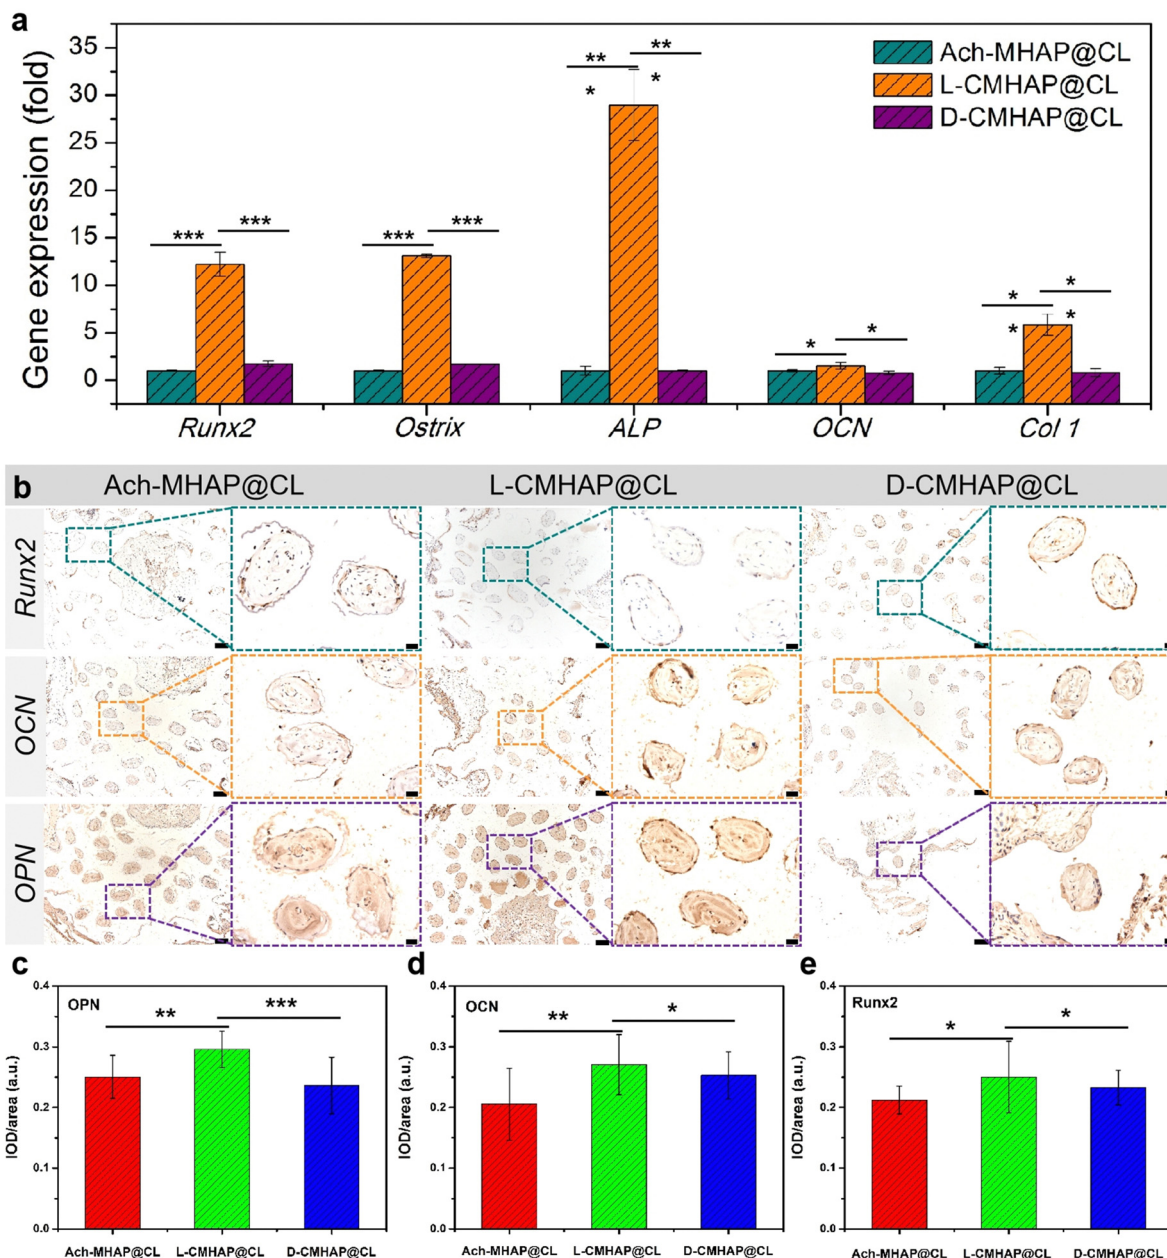 a
35
30
25
20
15
10
5
0
Gene expression (fold)
Ach-MHAP@CL
L-CMHAP@CL
D-CMHAP@CL
*** ***
*** ***
** **
* *
* *
* *
* *
Runx2 Ostrix ALP OCN Col 1
b Ach-MHAP@CL L-CMHAP@CL D-CMHAP@CL
Runx2
OCN
OPN
c
OPN
** ***
0.4
0.3
0.2
0.1
0.0
IOD/area (a.u.)
Ach-MHAP@CL L-CMHAP@CL D-CMHAP@CL
d
OCN
** *
0.4
0.3
0.2
0.1
0.0
IOD/area (a.u.)
Ach-MHAP@CL L-CMHAP@CL D-CMHAP@CL
e
Runx2
* *
0.4
0.3
0.2
0.1
0.0
IOD/area (a.u.)
Ach-MHAP@CL L-CMHAP@CL D-CMHAP@CL